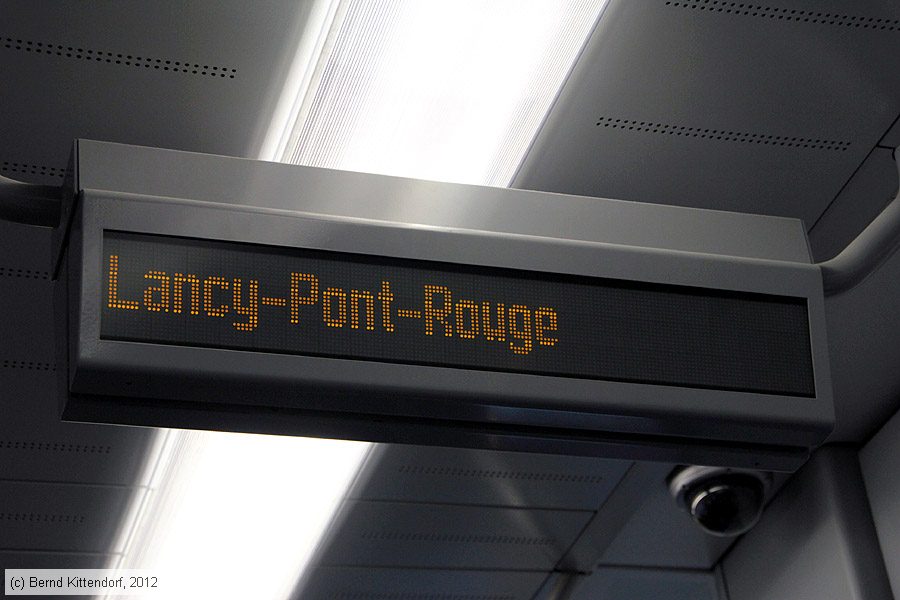 Lancy-Pont-Rouge
(c) Bernd Kittendorf, 2012